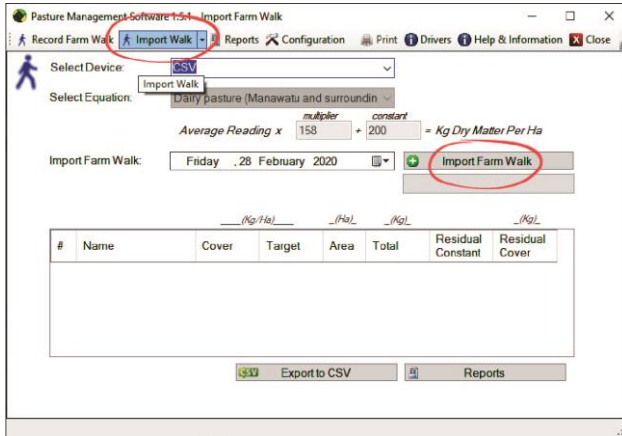 Pasture Management Software 1.5.1 - Import Farm Walk
Record Farm Walk Import Walk Reports Configuration Print Drivers Help & Information Close
Select Device: CSV
Import Walk
Select Equation: Dairy pasture (Manawatu and surroundin
multiplier constant
Average Reading x 158 + 200 = Kg Dry Matter Per Ha
Import Farm Walk: Friday , 28 February 2020 Import Farm Walk
(Kg/Ha) (Ha) (Kg) (Kg)
# Name Cover Target Area Total Residual Constant Residual Cover
CSV Export to CSV Reports